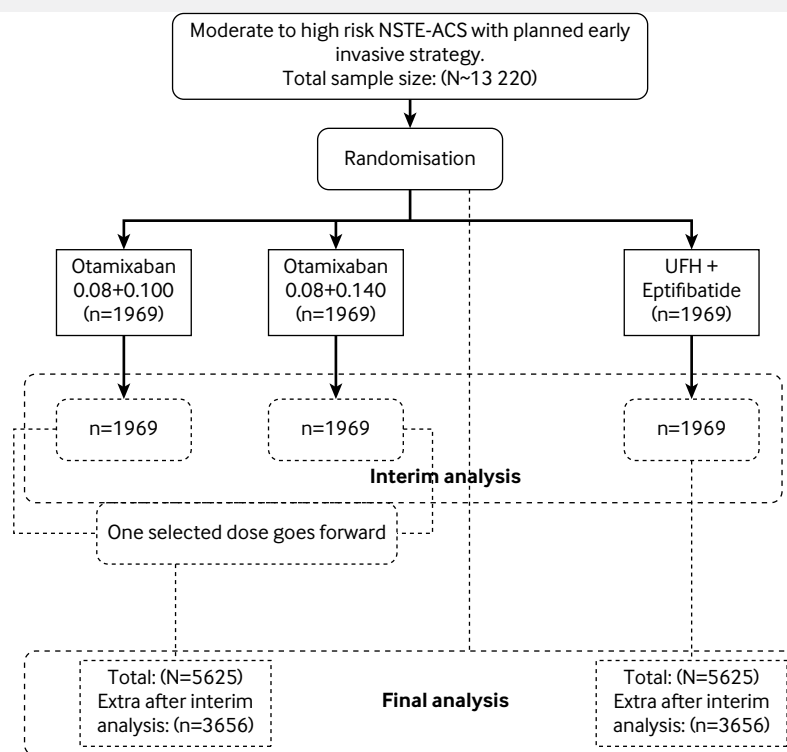 Moderate to high risk NSTE-ACS with planned early
invasive strategy.
Total sample size: (N~13 220)
Randomisation
Otamixaban
0.08+0.100
(n=1969)
Otamixaban
0.08+0.140
(n=1969)
UFH +
Eptifibatide
(n=1969)
n=1969
n=1969
n=1969
Interim analysis
One selected dose goes forward
Total: (N=5625)
Extra after interim
analysis: (n=3656)
Final analysis
Total: (N=5625)
Extra after interim
analysis: (n=3656)